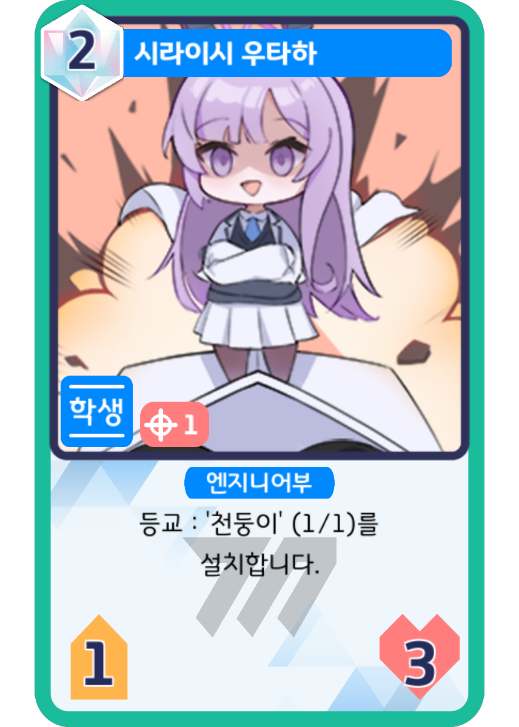 2
시라이시 우타하
학생
1
엔지니어부
등교 : '천둥이' (1/1)를
설치합니다.
1
3